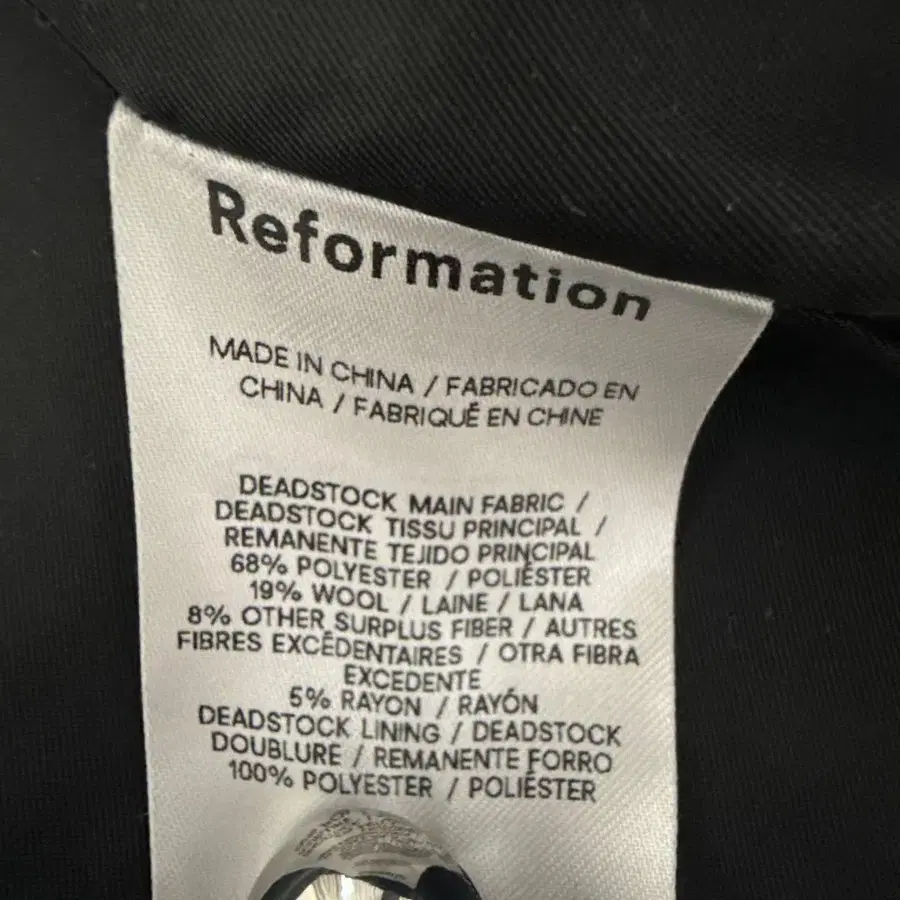 Reformation
MADE IN CHINA / FABRICADO EN
CHINA / FABRIQUÉ EN CHINE
DEADSTOCK MAIN FABRIC /
DEADSTOCK TISSU PRINCIPAL /
REMANENTE TEJIDO PRINCIPAL
68% POLYESTER / POLIÉSTER
19% WOOL / LAINE / LANA
8% OTHER SURPLUS FIBER / AUTRES
FIBRES EXCÉDENTAIRES / OTRA FIBRA
EXCEDENTE
5% RAYON / RAYÓN
DEADSTOCK LINING / DEADSTOCK
DOUBLURE / REMANENTE FORRO
100% POLYESTER / POLIÉSTER